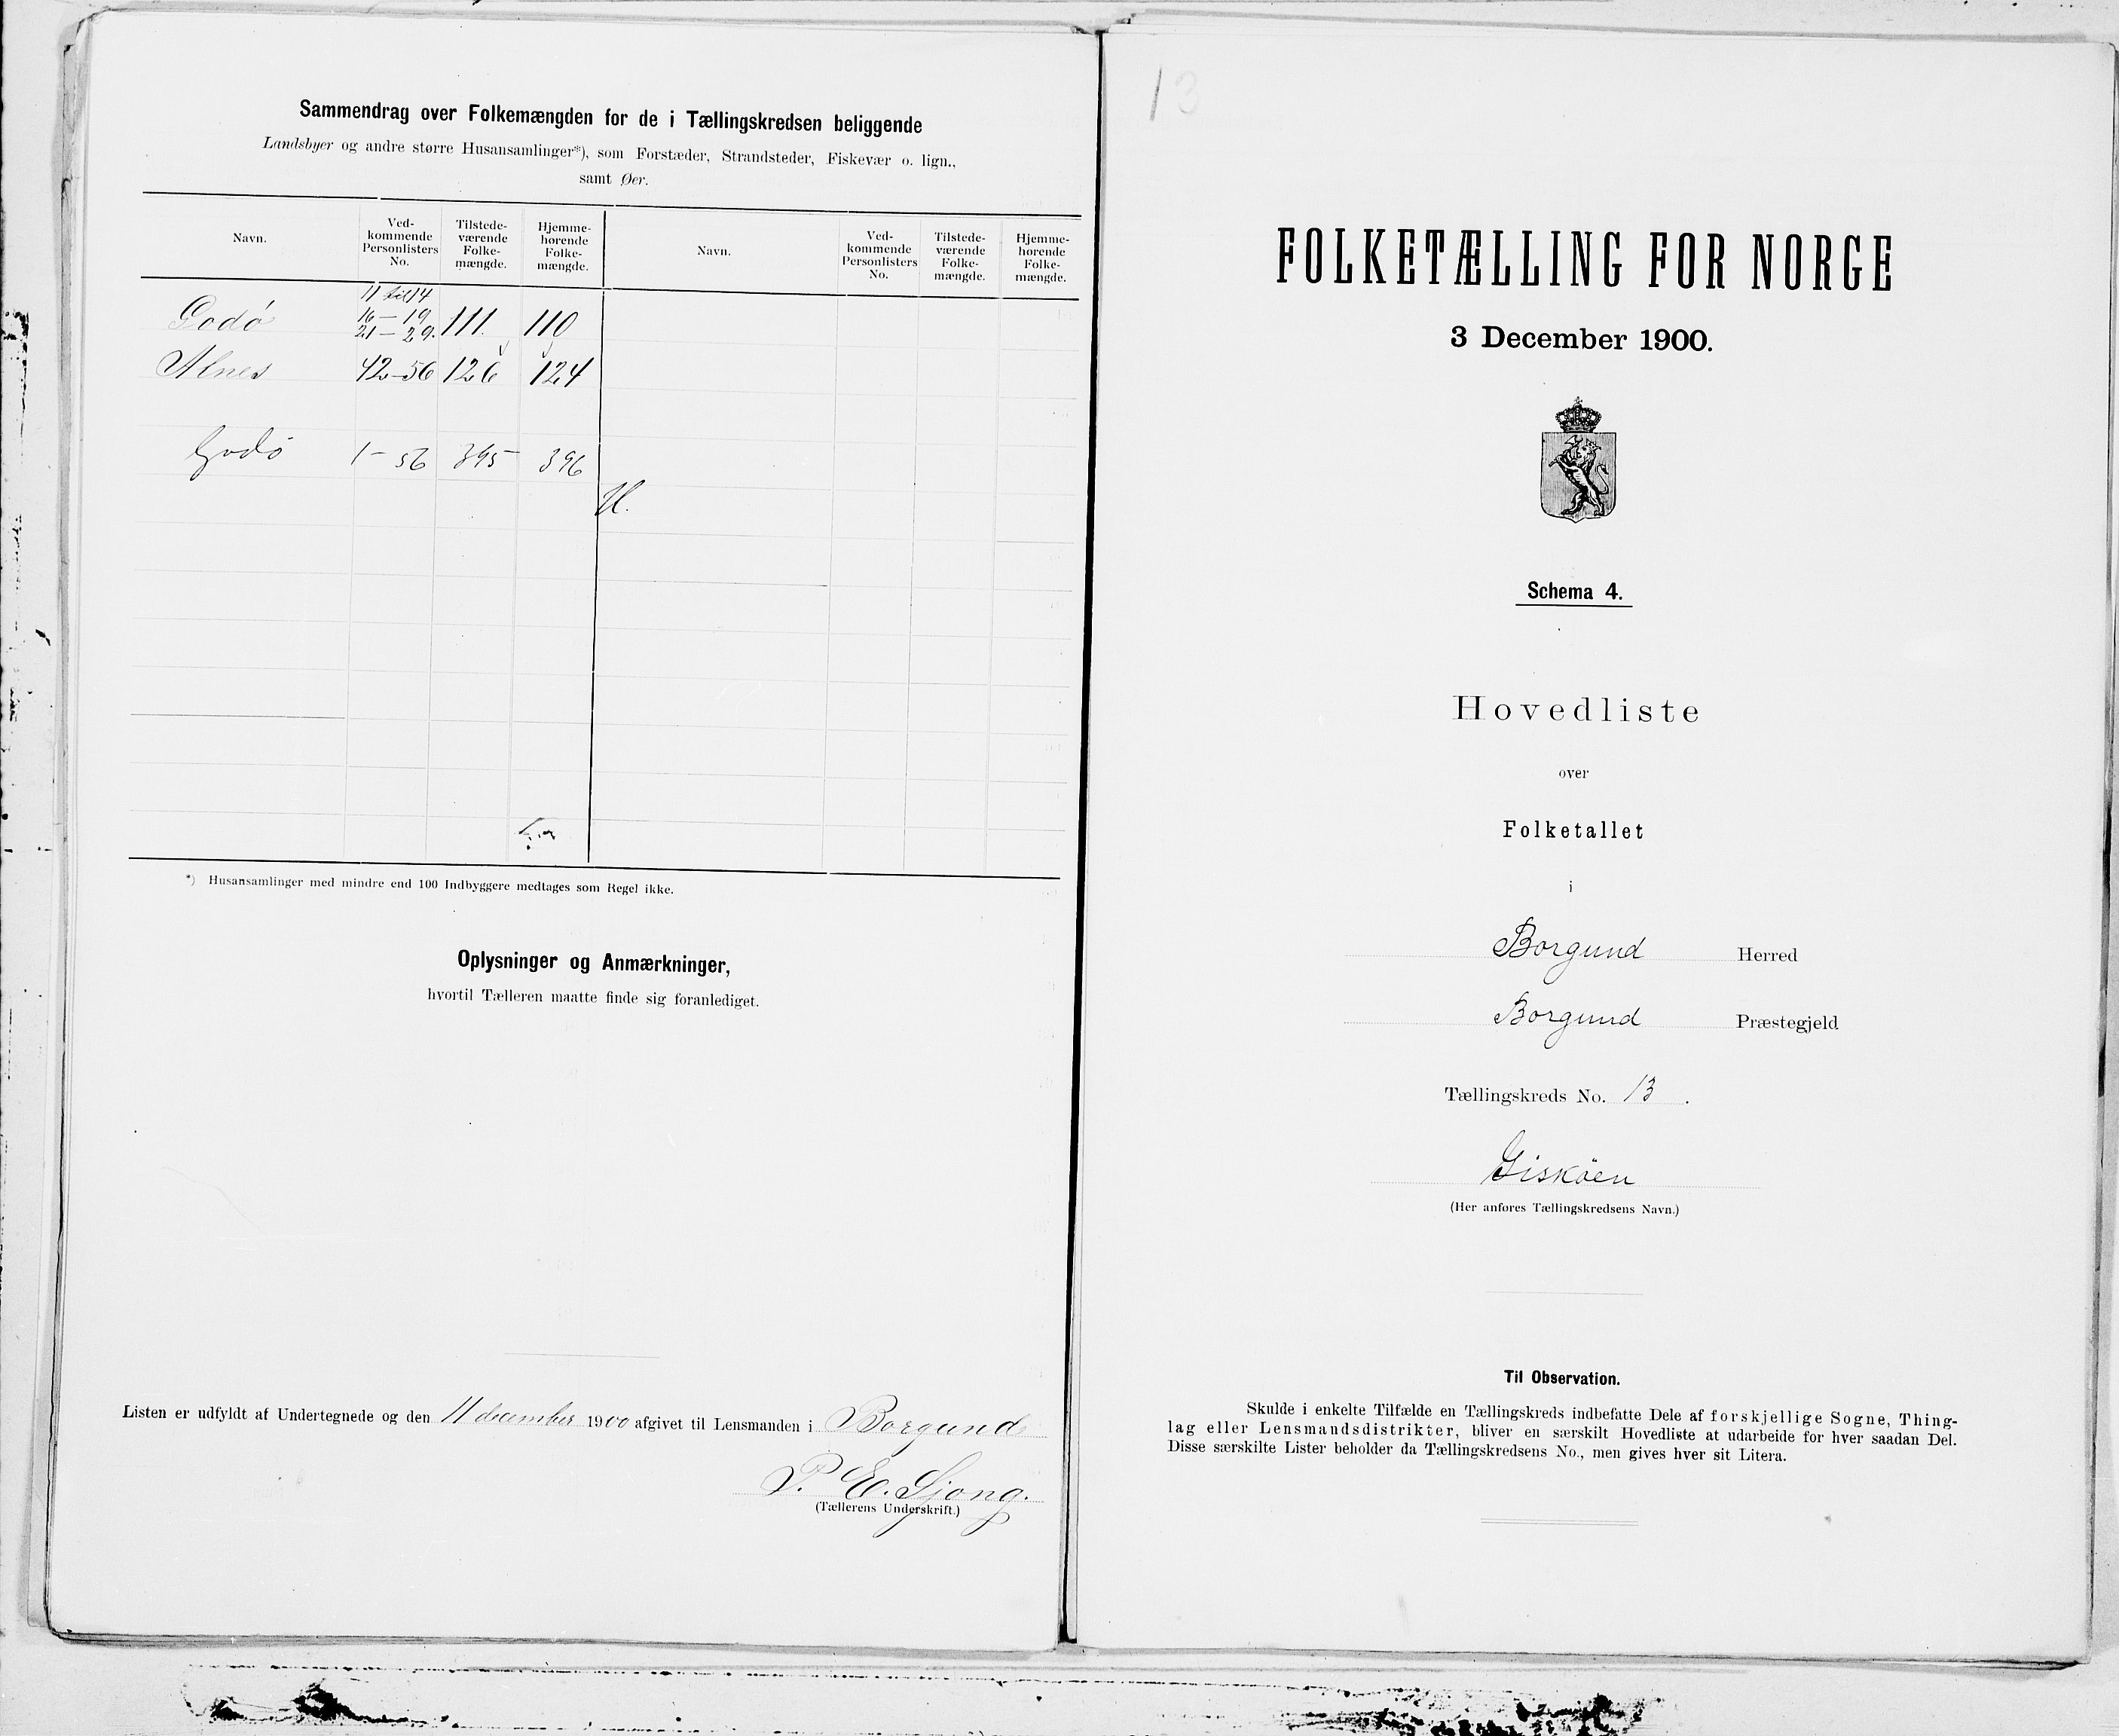 Sammendrag over Folkemængden for de i Tællingskredsen beliggende
Landsbyer og andre større Husansamlinger*), som Forstæder, Strandsteder, Fiskevær o. lign.,
samt Øer.
Navn. Ved-kommende Personlisters No. Tilstede-værende Folke-mængde. Hjemme-hørende Folke-mængde. Navn. Ved-kommende Personlisters No. Tilstede-værende Folke-mængde. Hjemme-hørende Folke-mængde.
11 til 14
Godø 16 — 19 111 110
21 — 29.
Alnes 42-56 126 124
Godø 1 - 56 395 396
H.
*) Husansamlinger med mindre end 100 Indbyggere medtages som Regel ikke.
Oplysninger og Anmærkninger,
hvortil Tælleren maatte finde sig foranlediget.
Listen er udfyldt af Undertegnede og den 11 december 1900 afgivet til Lensmanden i Borgund
P. E. Sjong.
(Tællerens Underskrift.)
13
FOLKETÆLLING FOR NORGE
3 December 1900.
Schema 4.
Hovedliste
over
Folketallet
i
Borgund Herred
Borgund Præstegjeld
Tællingskreds No. 13.
Giskøen
(Her anføres Tællingskredsens Navn.)
Til Observation.
Skulde i enkelte Tilfælde en Tællingskreds indbefatte Dele af forskjellige Sogne, Thing-
lag eller Lensmandsdistrikter, bliver en særskilt Hovedliste at udarbeide for hver saadan Del.
Disse særskilte Lister beholder da Tællingskredsens No., men gives hver sit Litera.